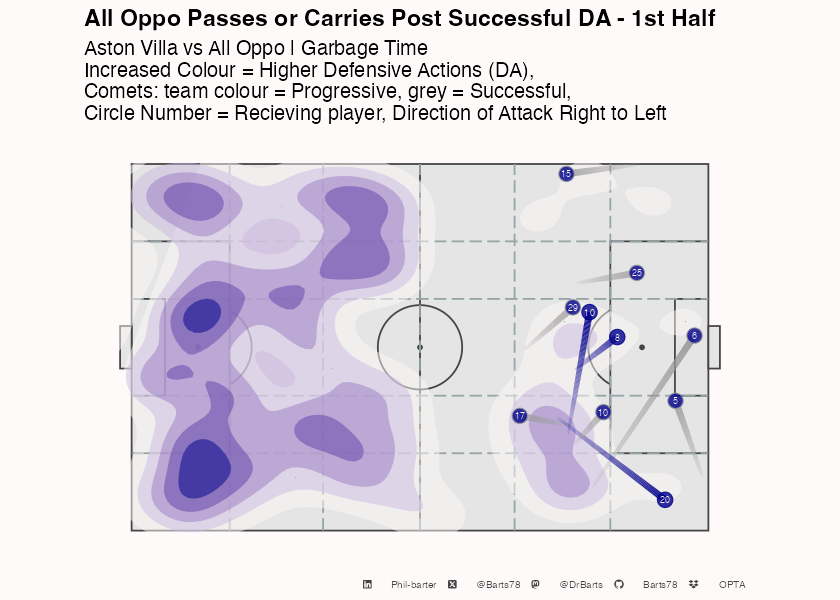 All Oppo Passes or Carries Post Successful DA - 1st Half
Aston Villa vs All Oppo | Garbage Time
Increased Colour = Higher Defensive Actions (DA),
Comets: team colour = Progressive, grey = Successful,
Circle Number = Recieving player, Direction of Attack Right to Left
15
25
29
10
8
6
5
17
10
20
Phil-barter @Barts78 @DrBarts Barts78 OPTA